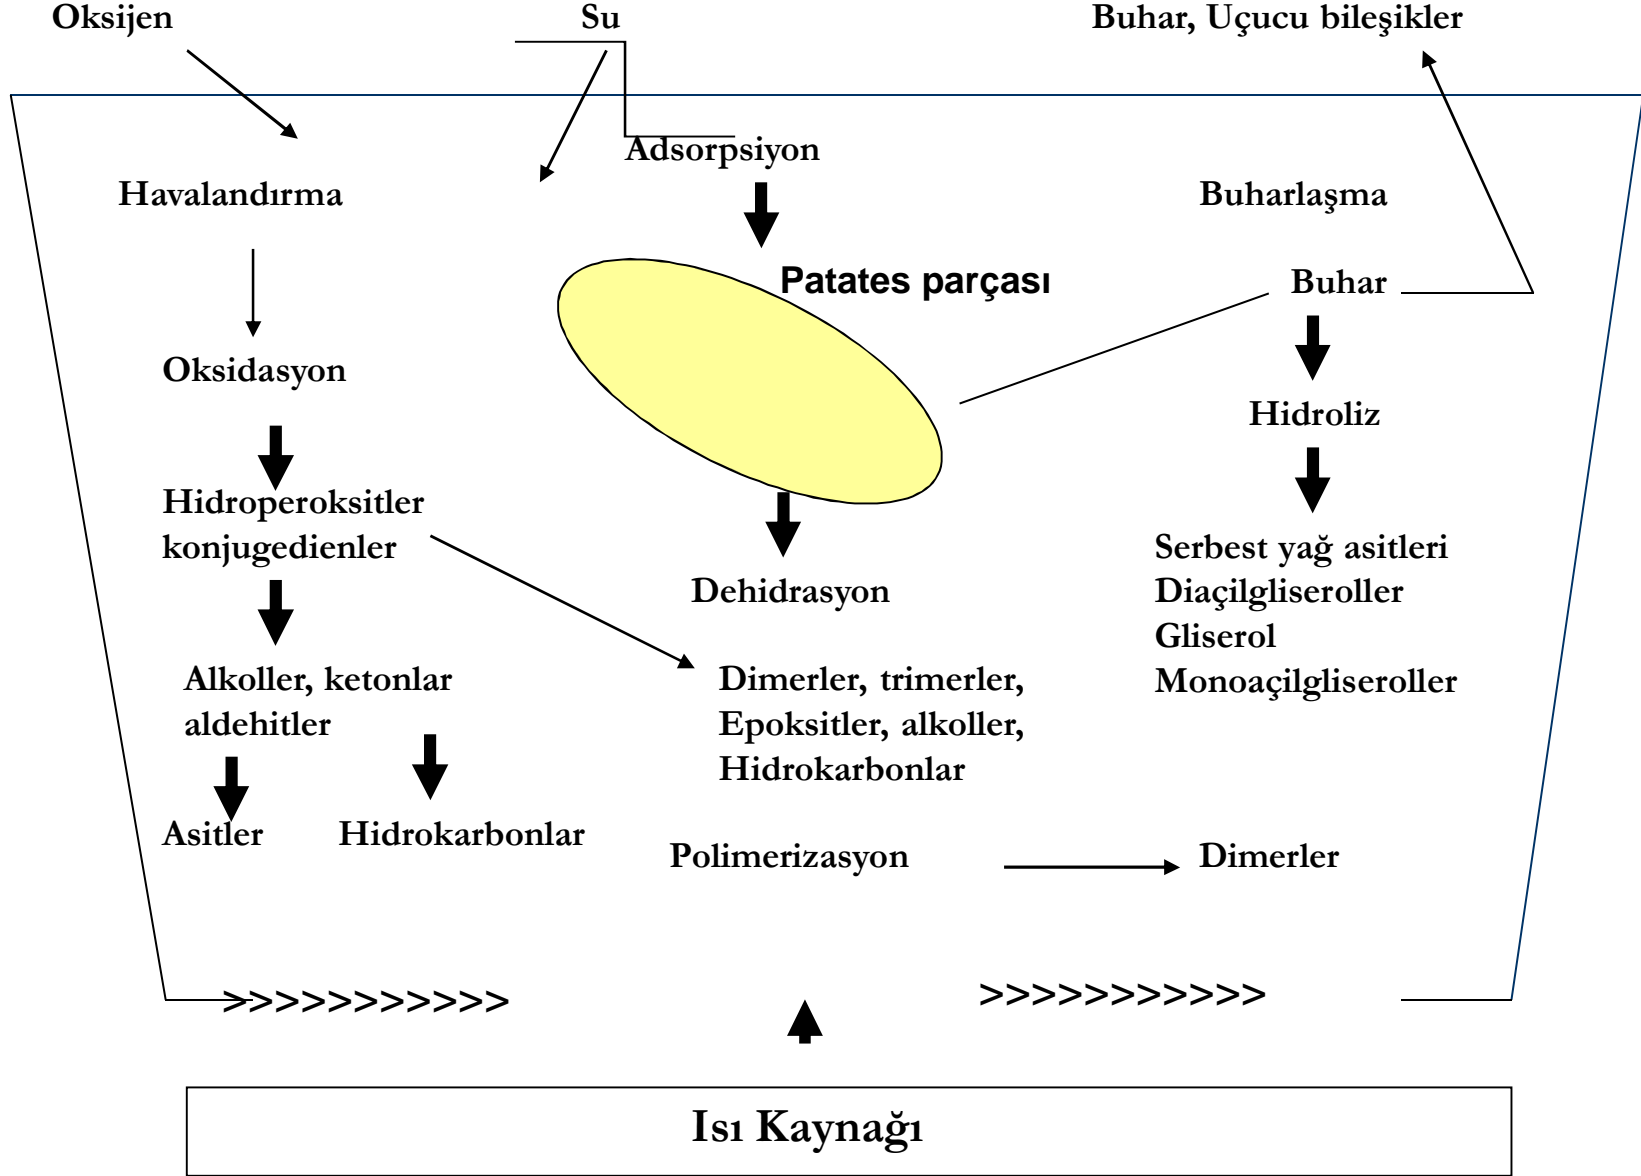 Oksijen
Su
Buhar, Uçucu bileşikler
Adsorpsiyon
Havalandırma
Buharlaşma
Patates parçası
Buhar
Oksidasyon
Hidroliz
Hidroperoksitler
konjugedienler
Serbest yağ asitleri
Diaçilgliseroller
Gliserol
Monoaçilgliseroller
Dehidrasyon
Alkoller, ketonlar
aldehitler
Dimerler, trimerler,
Epoksitler, alkoller,
Hidrokarbonlar
Asitler
Hidrokarbonlar
Polimerizasyon
Dimerler
>>>>>>>>>>>
>>>>>>>>>>>
Isı Kaynağı